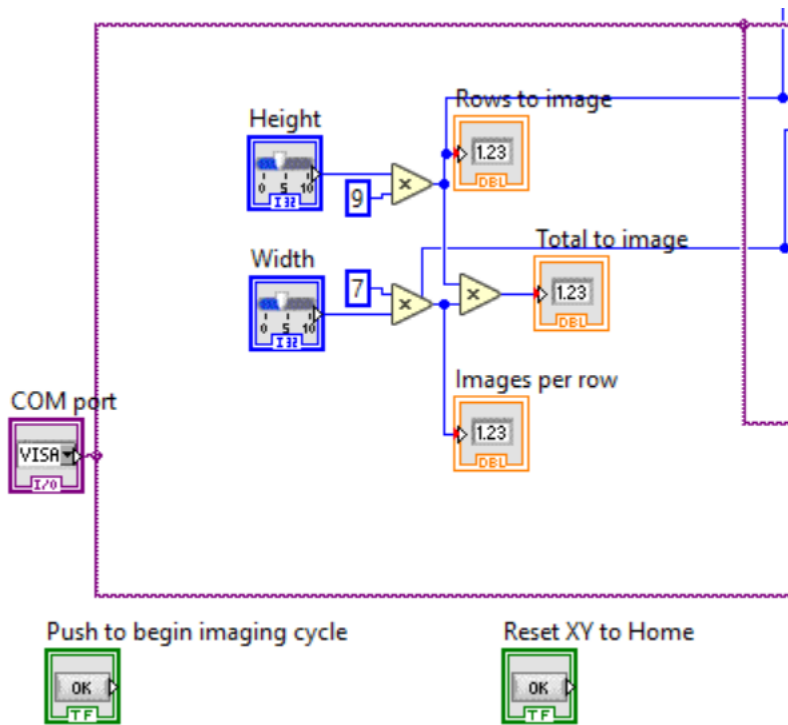 Height
0 5 10
I32
9
×
Rows to image
1.23
DBL
Width
0 5 10
I32
7
×
×
Total to image
1.23
DBL
Images per row
1.23
DBL
COM port
VISA
I/O
Push to begin imaging cycle
OK
TF
Reset XY to Home
OK
TF